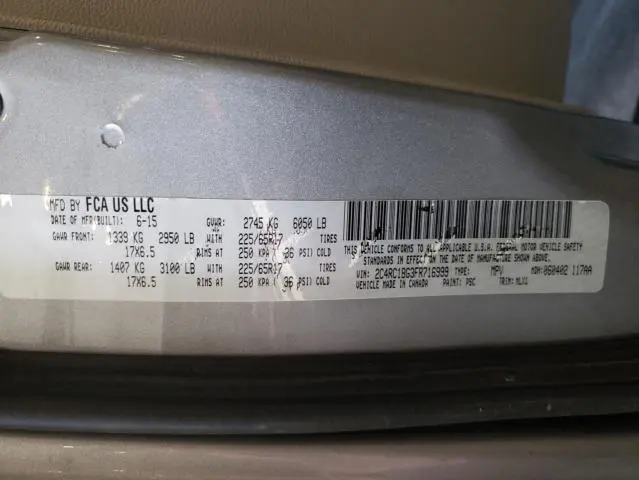 MFD BY FCA US LLC
DATE OF MFR(BUILT): 6-15 GVWR: 2745 KG 6050 LB
GAWR FRONT: 1339 KG 2950 LB WITH 225/65R17 TIRES
17X6.5 RIMS AT 250 KPA ( 36 PSI) COLD
GAWR REAR: 1407 KG 3100 LB WITH 225/65R17 TIRES
17X6.5 RIMS AT 250 KPA ( 36 PSI) COLD
THIS VEHICLE CONFORMS TO ALL APPLICABLE U.S.A. FEDERAL MOTOR VEHICLE SAFETY
STANDARDS IN EFFECT ON THE DATE OF MANUFACTURE SHOWN ABOVE.
VIN: 2C4RC1BG3FR716999 TYPE: MPV MDH: 060402 117AA
VEHICLE MADE IN CANADA PAINT: PSC TRIM: